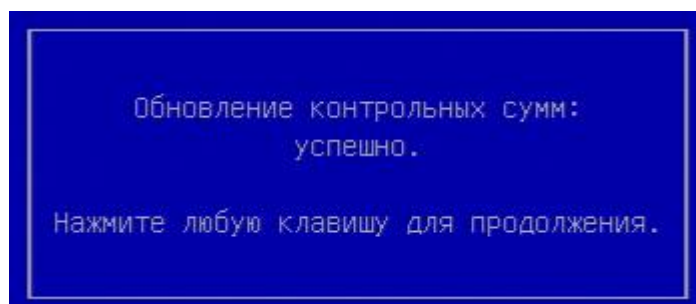 Обновление контрольных сумм:
успешно.
Нажмите любую клавишу для продолжения.